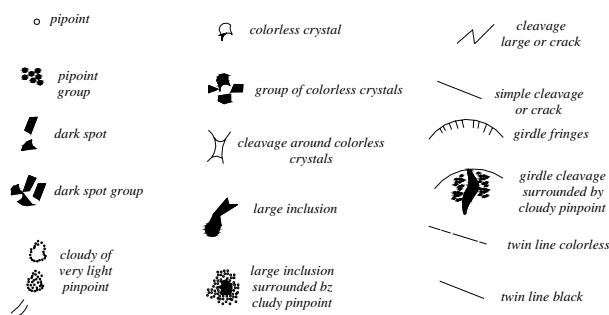 pipoint
pipoint
group
dark spot
dark spot group
cloudy of
very light
pinpoint
colorless crystal
group of colorless crystals
cleavage around colorless
crystals
large inclusion
large inclusion
surrounded bz
cludy pinpoint
cleavage
large or crack
simple cleavage
or crack
girdle fringes
girdle cleavage
surrounded by
cloudy pinpoint
twin line colorless
twin line black